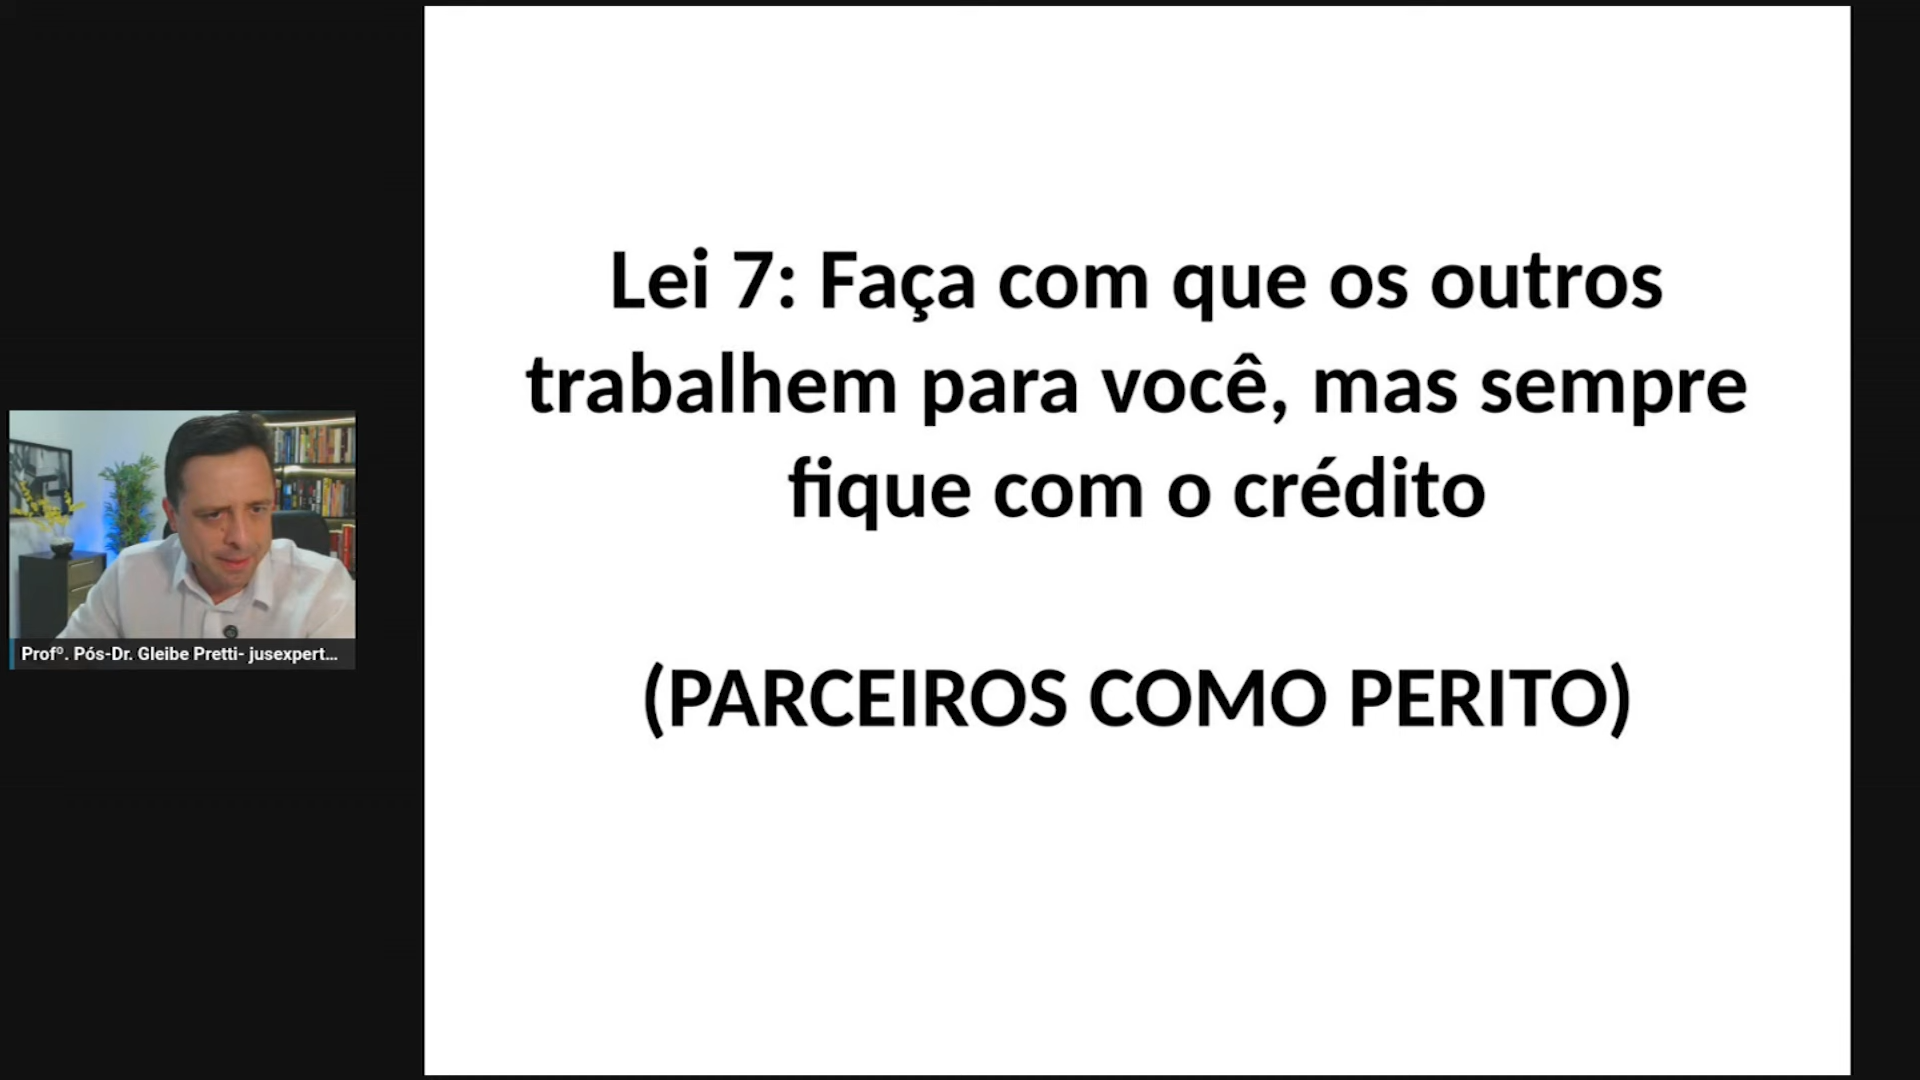 Lei 7: Faça com que os outros
trabalhem para você, mas sempre
fique com o crédito
(PARCEIROS COMO PERITO)
Profº. Pós-Dr. Gleibe Pretti- jusexpert...